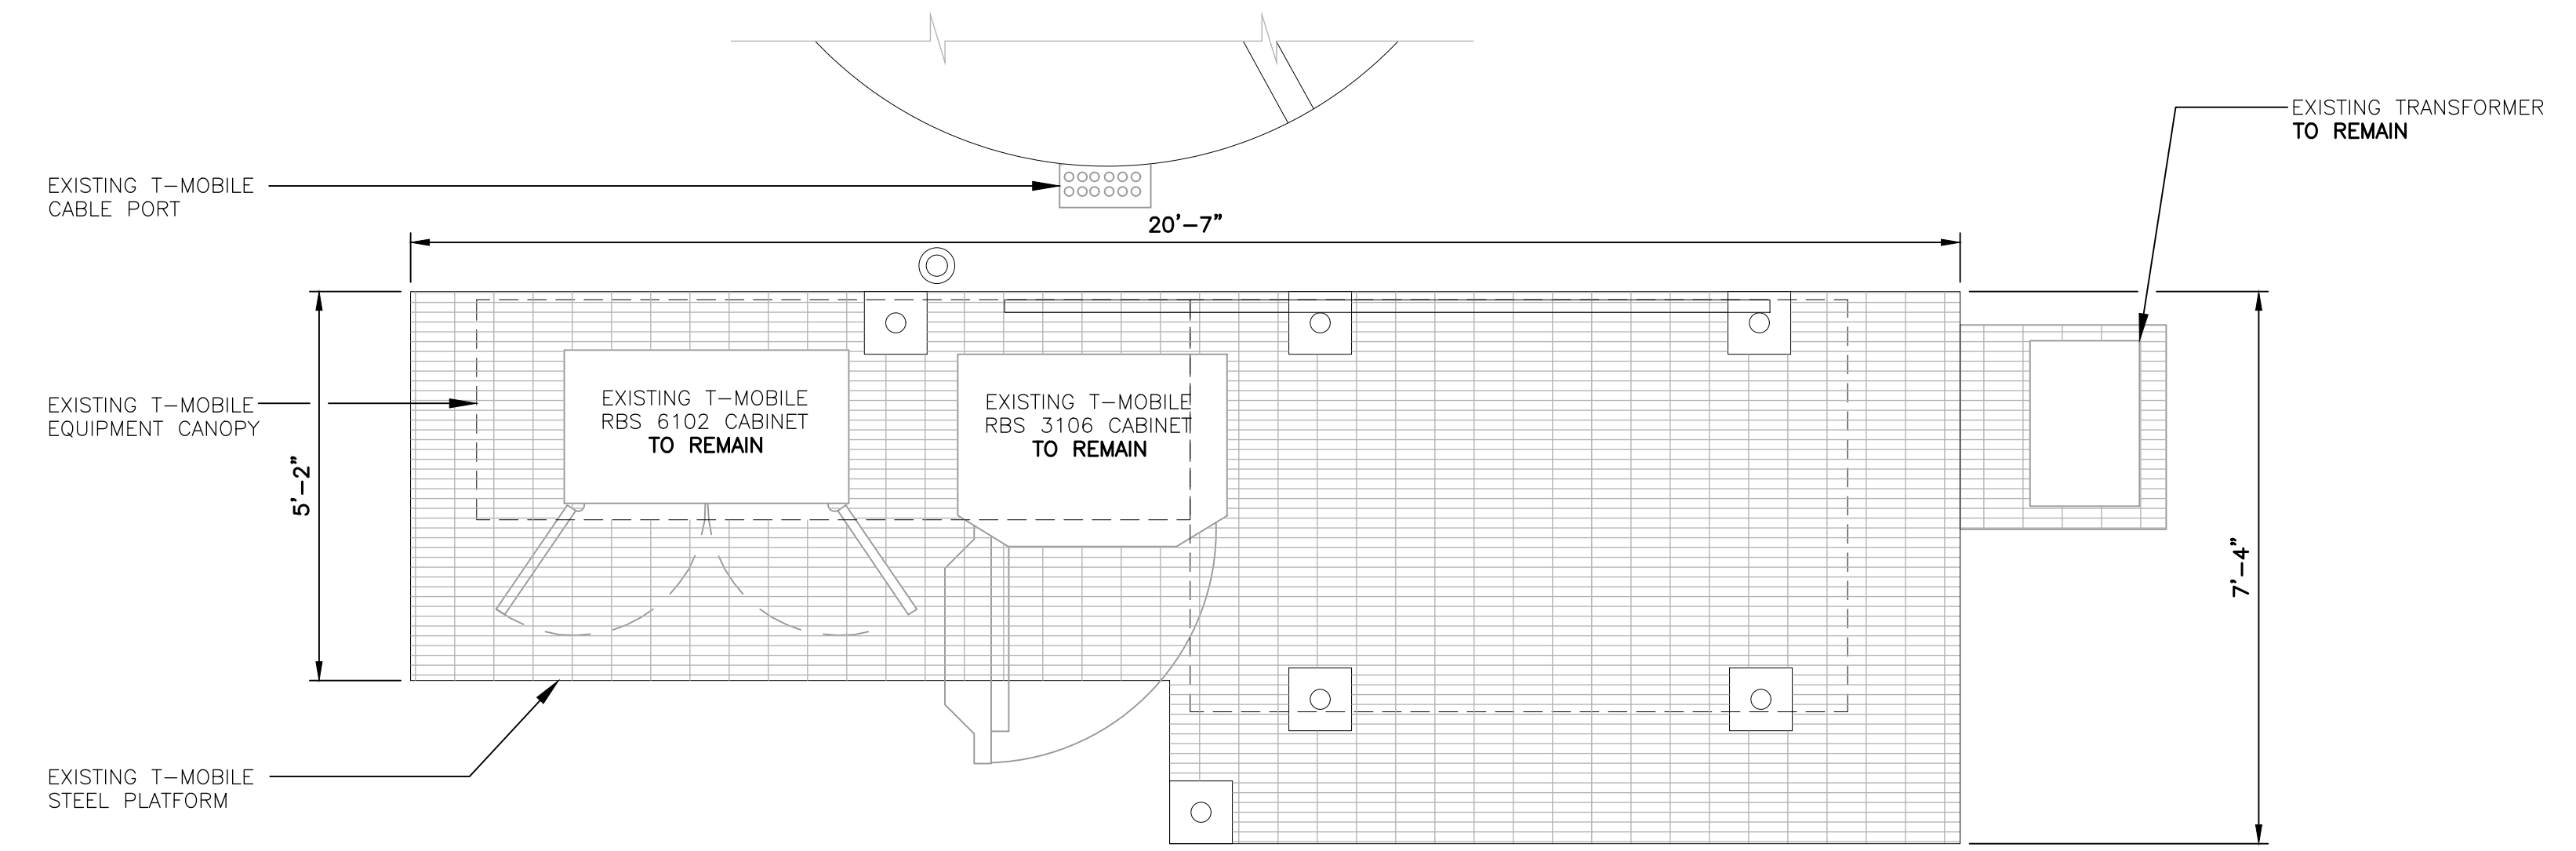 EXISTING TRANSFORMER
TO REMAIN
EXISTING T-MOBILE
CABLE PORT
20'-7"
EXISTING T-MOBILE
EQUIPMENT CANOPY
EXISTING T-MOBILE
RBS 6102 CABINET
TO REMAIN
EXISTING T-MOBILE
RBS 3106 CABINET
TO REMAIN
5'-2"
7'-4"
EXISTING T-MOBILE
STEEL PLATFORM